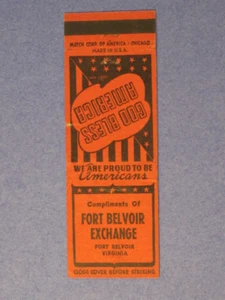 MATCH CORP. OF AMERICA - CHICAGO
MADE IN U.S.A.
GOD BLESS
AMERICA
WE ARE PROUD TO BE
Americans
Compliments Of
FORT BELVOIR
EXCHANGE
FORT BELVOIR
VIRGINIA
CLOSE COVER BEFORE STRIKING